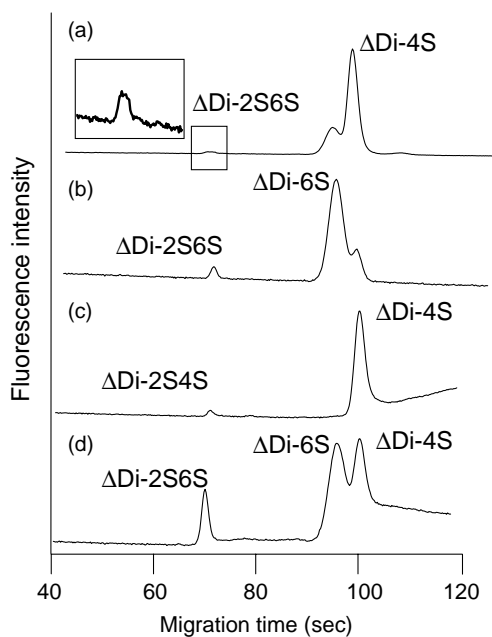 (a)
ΔDi-4S
ΔDi-2S6S
(b)
ΔDi-6S
ΔDi-2S6S
(c)
ΔDi-4S
ΔDi-2S4S
(d)
ΔDi-6S
ΔDi-4S
ΔDi-2S6S
Fluorescence intensity
40 60 80 100 120
Migration time (sec)